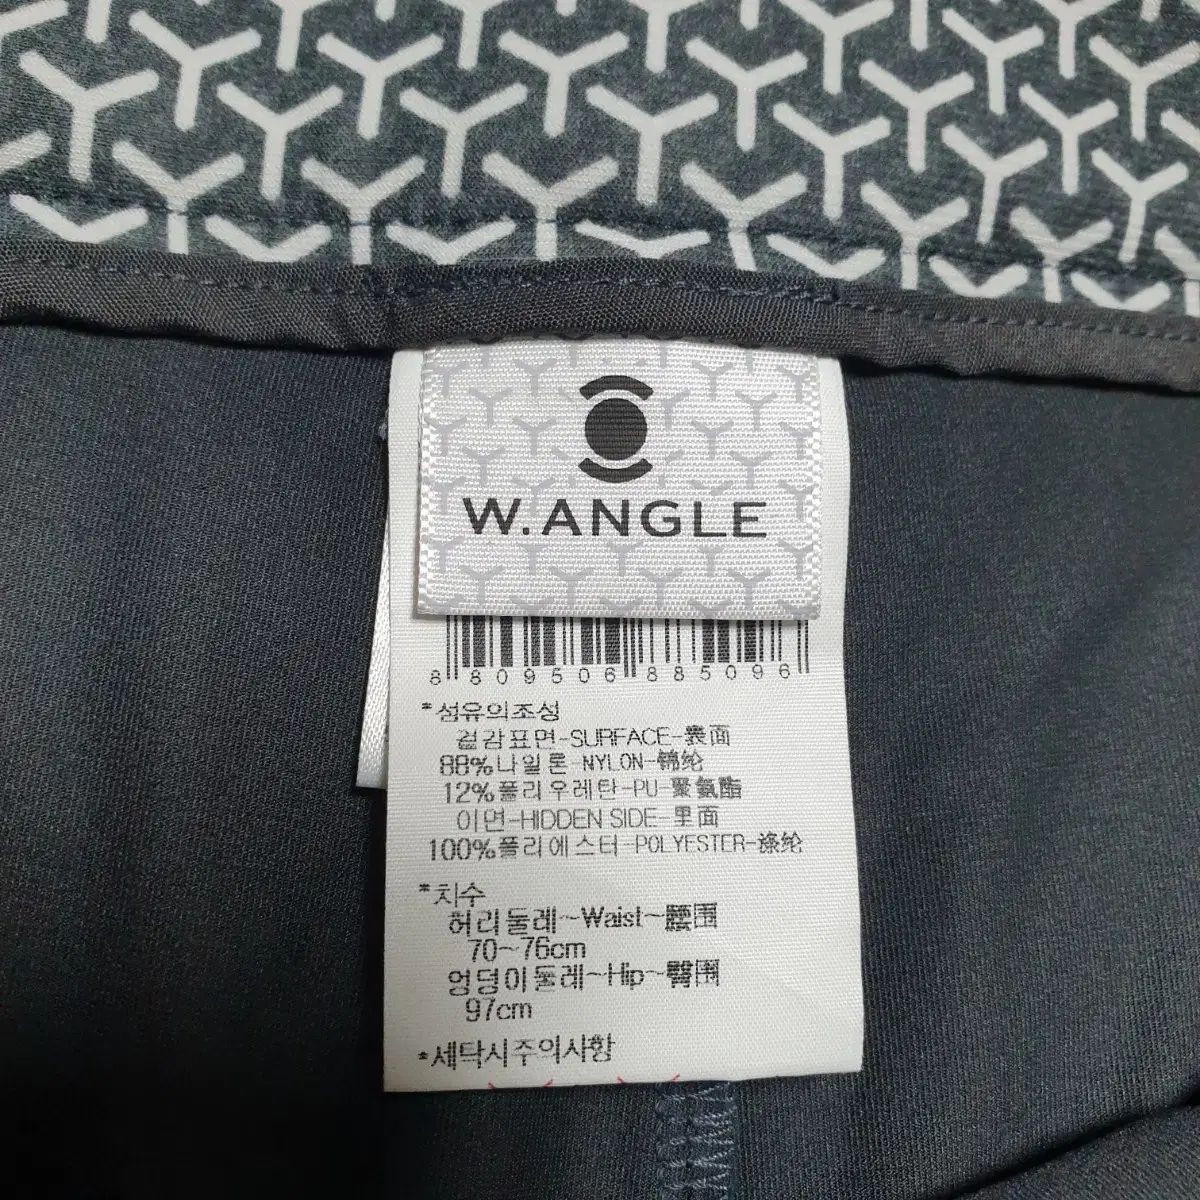 W.ANGLE
8 809506 885096
*섬유의조성
겉감표면-SURFACE-表面
88%나일론-NYLON-锦纶
12%폴리우레탄-PU-聚氨酯
이면-HIDDEN SIDE-里面
100%폴리에스터-POLYESTER-涤纶
*치수
허리둘레~Waist~腰围
70~76cm
엉덩이둘레~Hip~臀围
97cm
*세탁시주의사항